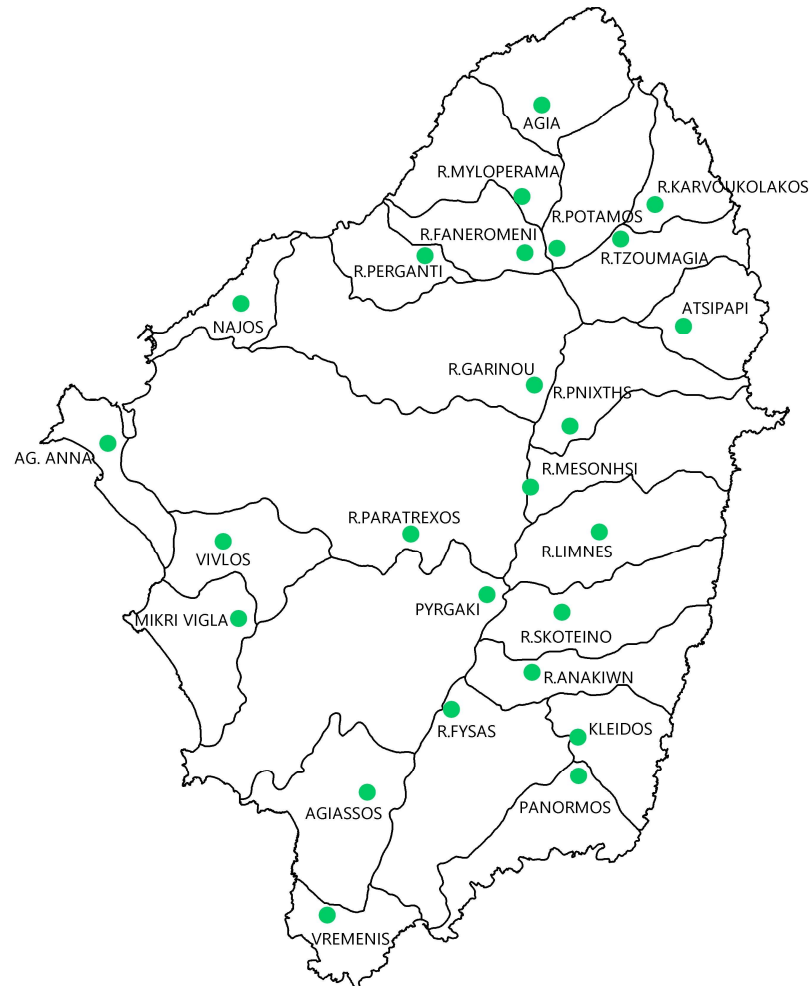 AGIA
R.MYLOPERAMA
R.KARVOUKOLAKOS
R.POTAMOS
R.FANEROMENI
R.TZOUMAGIA
R.PERGANTI
ATSIPAPI
NAJOS
R.GARINOU
R.PNIXTHS
AG. ANNA
R.MESONHSI
R.PARATREXOS
R.LIMNES
VIVLOS
PYRGAKI
MIKRI VIGLA
R.SKOTEINO
R.ANAKIWN
R.FYSAS
KLEIDOS
PANORMOS
AGIASSOS
VREMENIS